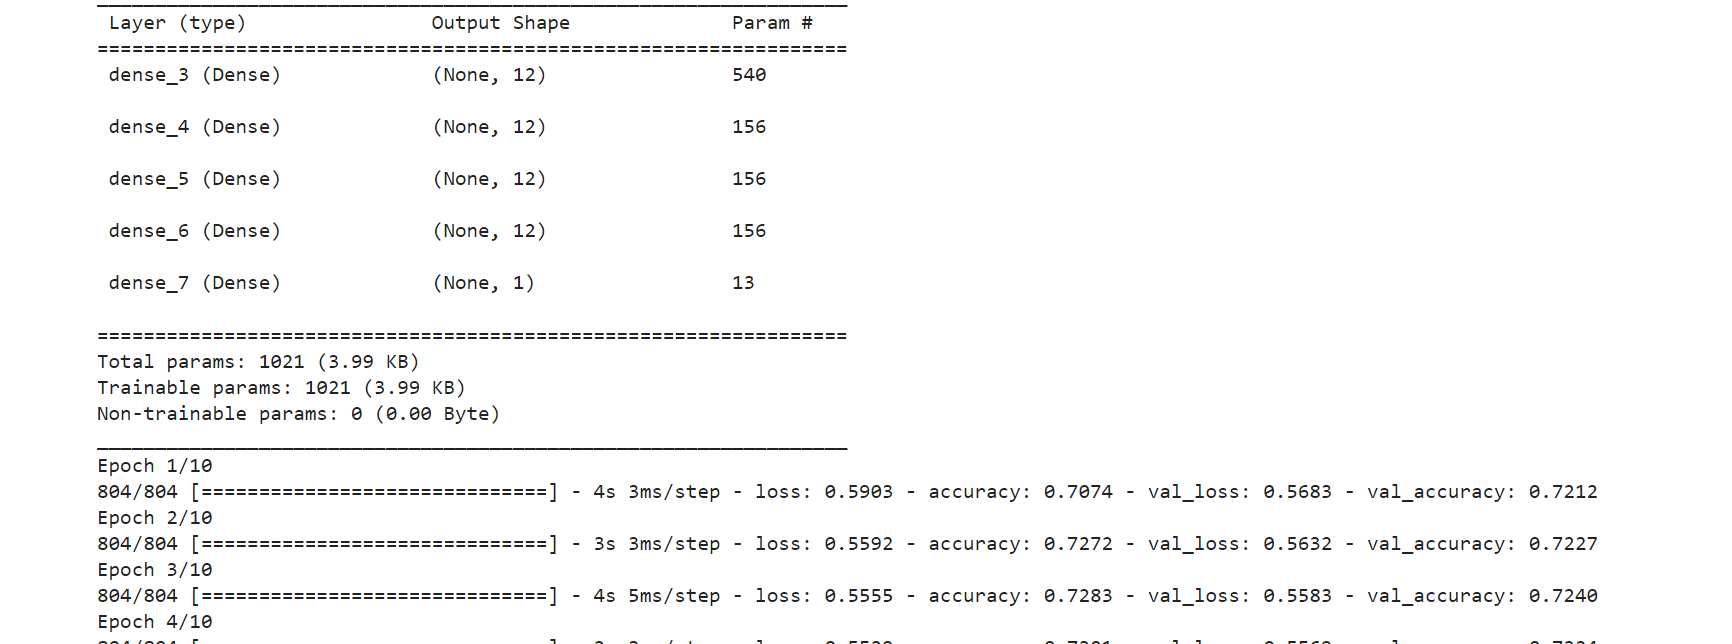 Layer (type) Output Shape Param #
=================================================================
dense_3 (Dense) (None, 12) 540
dense_4 (Dense) (None, 12) 156
dense_5 (Dense) (None, 12) 156
dense_6 (Dense) (None, 12) 156
dense_7 (Dense) (None, 1) 13
=================================================================
Total params: 1021 (3.99 KB)
Trainable params: 1021 (3.99 KB)
Non-trainable params: 0 (0.00 Byte)
_________________________________________________________________
Epoch 1/10
804/804 [==============================] - 4s 3ms/step - loss: 0.5903 - accuracy: 0.7074 - val_loss: 0.5683 - val_accuracy: 0.7212
Epoch 2/10
804/804 [==============================] - 3s 3ms/step - loss: 0.5592 - accuracy: 0.7272 - val_loss: 0.5632 - val_accuracy: 0.7227
Epoch 3/10
804/804 [==============================] - 4s 5ms/step - loss: 0.5555 - accuracy: 0.7283 - val_loss: 0.5583 - val_accuracy: 0.7240
Epoch 4/10